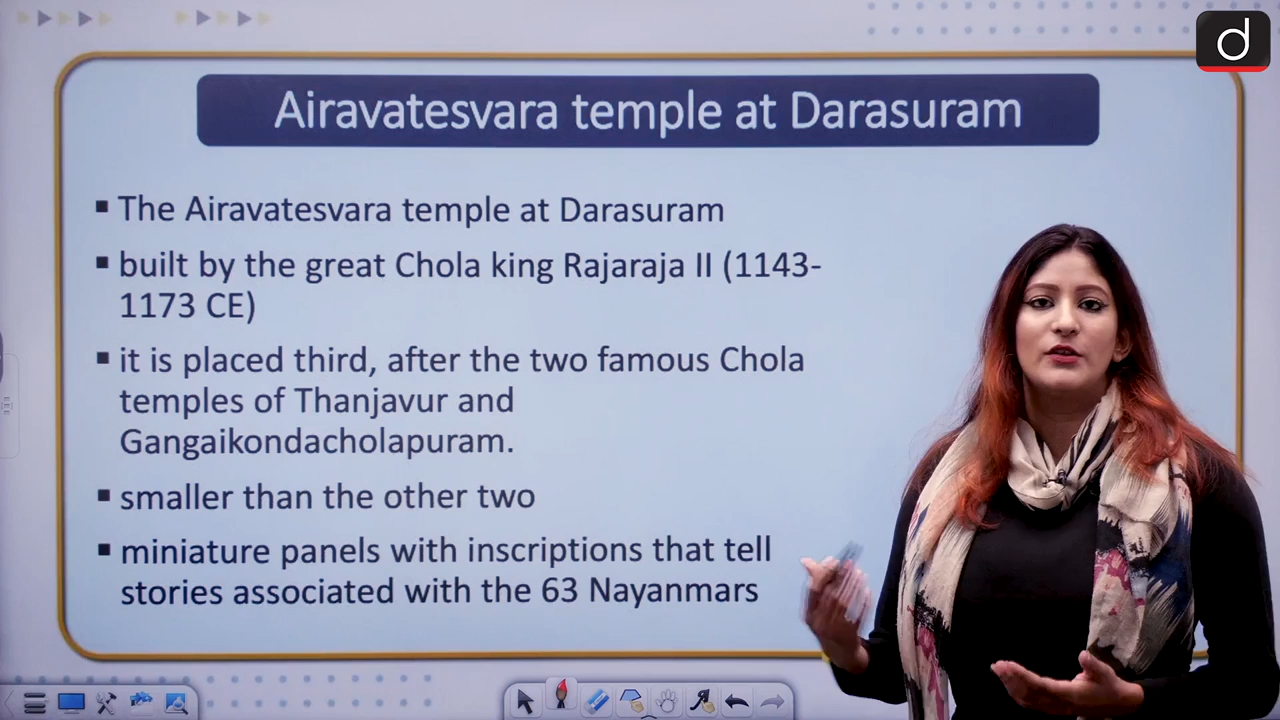 d
Airavatesvara temple at Darasuram
▪ The Airavatesvara temple at Darasuram
▪ built by the great Chola king Rajaraja II (1143-
1173 CE)
▪ it is placed third, after the two famous Chola
temples of Thanjavur and
Gangaikondacholapuram.
▪ smaller than the other two
▪ miniature panels with inscriptions that tell
stories associated with the 63 Nayanmars